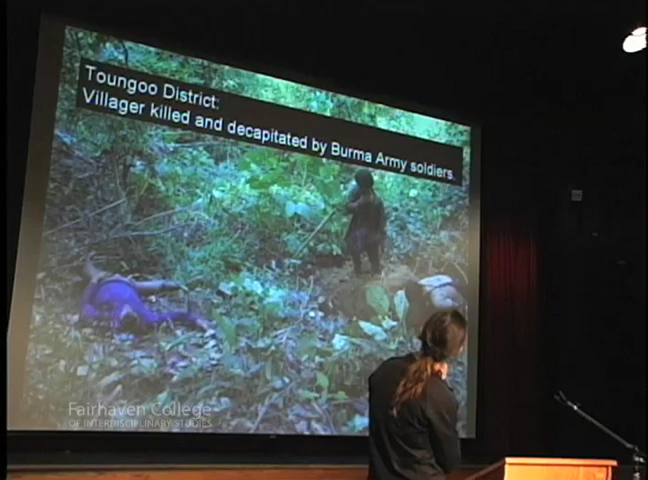 Toungoo District:
Villager killed and decapitated by Burma Army soldiers.
Fairhaven College
OF INTERDISCIPLINARY STUDIES